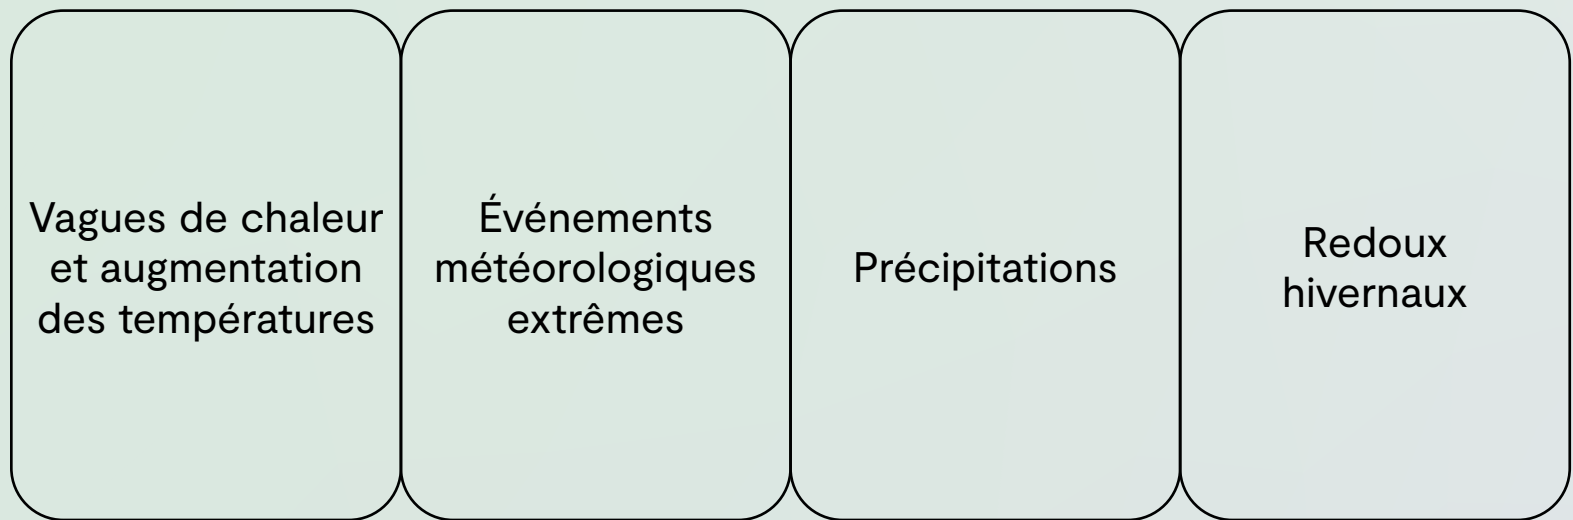 Vagues de chaleur
et augmentation
des températures
Événements
météorologiques
extrêmes
Précipitations
Redoux
hivernaux